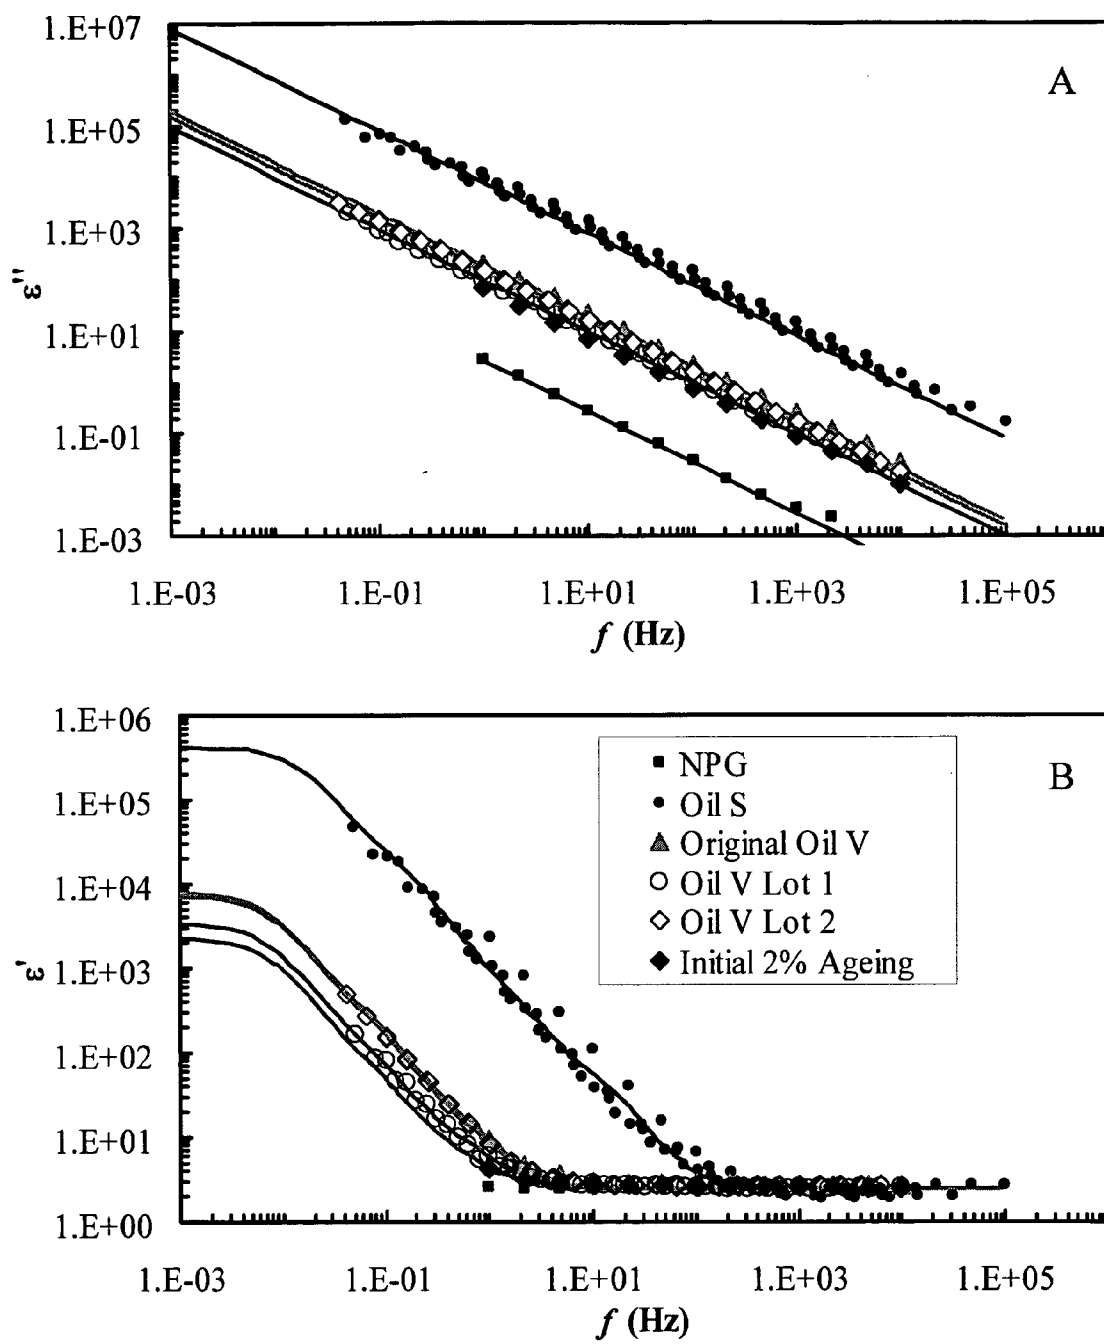 1.E+07
A
1.E+05
1.E+03
ε''
1.E+01
1.E-01
1.E-03
1.E-03 1.E-01 1.E+01 1.E+03 1.E+05
f (Hz)
1.E+06
B
NPG
Oil S
Original Oil V
Oil V Lot 1
Oil V Lot 2
Initial 2% Ageing
1.E+05
1.E+04
ε'
1.E+03
1.E+02
1.E+01
1.E+00
1.E-03 1.E-01 1.E+01 1.E+03 1.E+05
f (Hz)